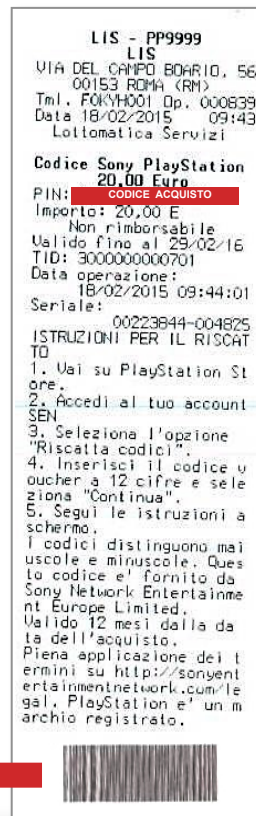 LIS - PP9999
LIS
VIA DEL CAMPO BOARIO, 56
00153 ROMA (RM)
Tml. FOKYH001 Op. 000839
Data 18/02/2015 09:43
Lottomatica Servizi
Codice Sony PlayStation
20,00 Euro
PIN: CODICE ACQUISTO
Importo: 20,00 E
Non rimborsabile
Valido fino al 29/02/16
TID: 3000000000701
Data operazione:
18/02/2015 09:44:01
Seriale:
00223844-004825
ISTRUZIONI PER IL RISCAT
TO
1. Vai su PlayStation St
ore.
2. Accedi al tuo account
SEN
3. Seleziona l'opzione
"Riscatta codici".
4. Inserisci il codice v
oucher a 12 cifre e sele
ziona "Continua".
5. Segui le istruzioni a
schermo.
I codici distinguono mai
uscole e minuscole. Ques
to codice e' fornito da
Sony Network Entertainme
nt Europe Limited.
Valido 12 mesi dalla da
ta dell'acquisto.
Piena applicazione dei t
ermini su http://sonyent
ertainmentnetwork.com/le
gal. PlayStation e' un m
archio registrato.